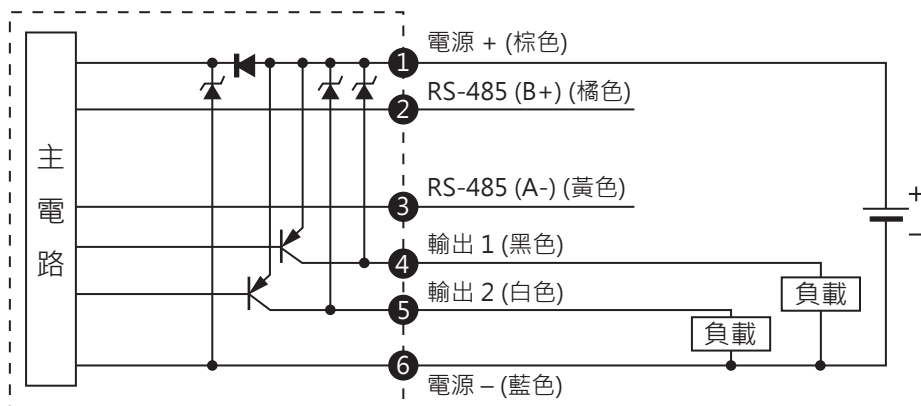 主電路
1 電源 + (棕色)
2 RS-485 (B+) (橘色)
3 RS-485 (A-) (黃色)
4 輸出 1 (黑色)
5 輸出 2 (白色)
6 電源 – (藍色)
負載
負載
+
–